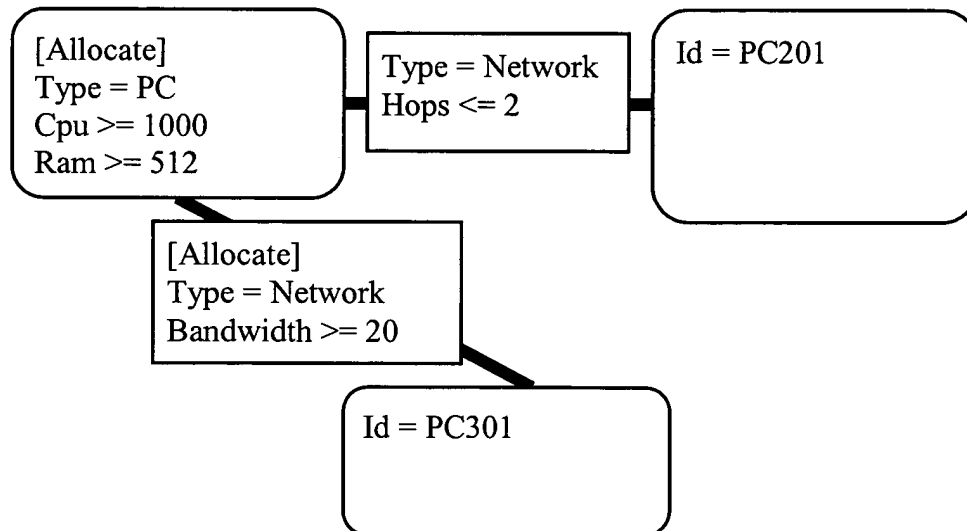 [Allocate]
Type = PC
Cpu >= 1000
Ram >= 512
Type = Network
Hops <= 2
Id = PC201
[Allocate]
Type = Network
Bandwidth >= 20
Id = PC301